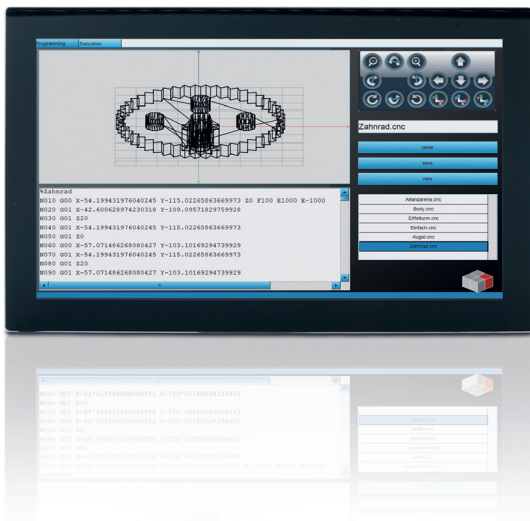 Programming Execution
Zahnrad.cnc
close
save
new
%Zahnrad
N010 G00 X-54.199431976040245 Y-115.02265863669973 Z0 F100 E1000 E-1000
N020 G01 X-42.600628974230318 Y-109.09571829759928
N030 G01 Z20
N040 G01 X-54.199431976040245 Y-115.02265863669973
N050 G01 Z0
N060 G00 X-57.071486268080427 Y-103.10169294739929
N070 G01 X-54.199431976040245 Y-115.02265863669973
N080 G01 Z20
N090 G01 X-57.071486268080427 Y-103.10169294739929
Allianzarena.cnc
Body.cnc
Eiffelturm.cnc
Einfach.cnc
Kugel.cnc
Zahnrad.cnc